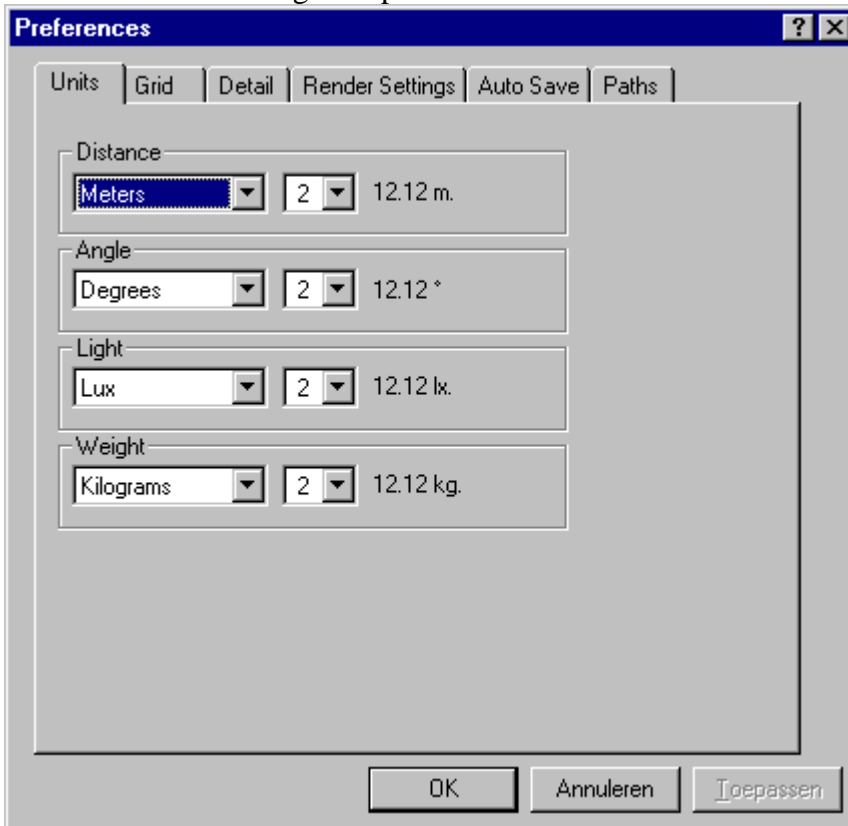 Preferences
Units Grid Detail Render Settings Auto Save Paths
Distance
Meters 2 12.12 m.
Angle
Degrees 2 12.12 °
Light
Lux 2 12.12 lx.
Weight
Kilograms 2 12.12 kg.
OK Annuleren Toepassen